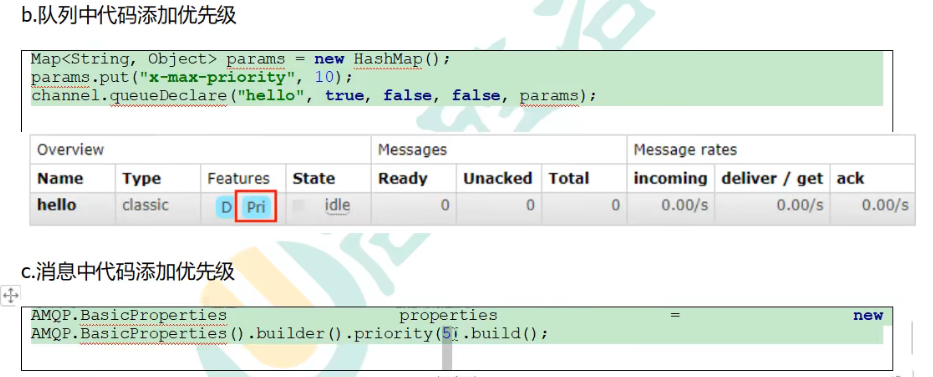 b.队列中代码添加优先级
Map<String, Object> params = new HashMap();
params.put("x-max-priority", 10);
channel.queueDeclare("hello", true, false, false, params);
Overview Messages Message rates
Name Type Features State Ready Unacked Total incoming deliver / get ack
hello classic D Pri idle 0 0 0 0.00/s 0.00/s 0.00/s
c.消息中代码添加优先级
AMQP.BasicProperties properties = new
AMQP.BasicProperties().builder().priority(5).build();